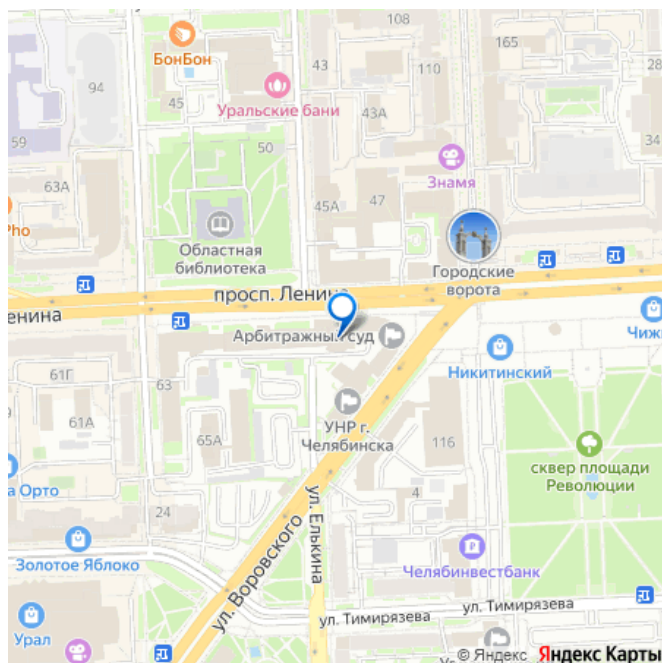 108
165
БонБон
43
110
94
45
Уральские бани
43А
34
59
50
Знамя
63А
45А
47
Pho
Областная
библиотека
Городские
ворота
просп. Ленина
енина
Арбитражный суд
Чиж
Никитинский
61Г
63
61А
УНР г.
Челябинска
65А
116
сквер площади
Революции
а Орто
24
4
ул. Елькина
ул. Воровского
Золотое Яблоко
Челябинвестбанк
ул. Тимирязева
ул. Тимирязева
Урал
© Яндекс Яндекс Карты